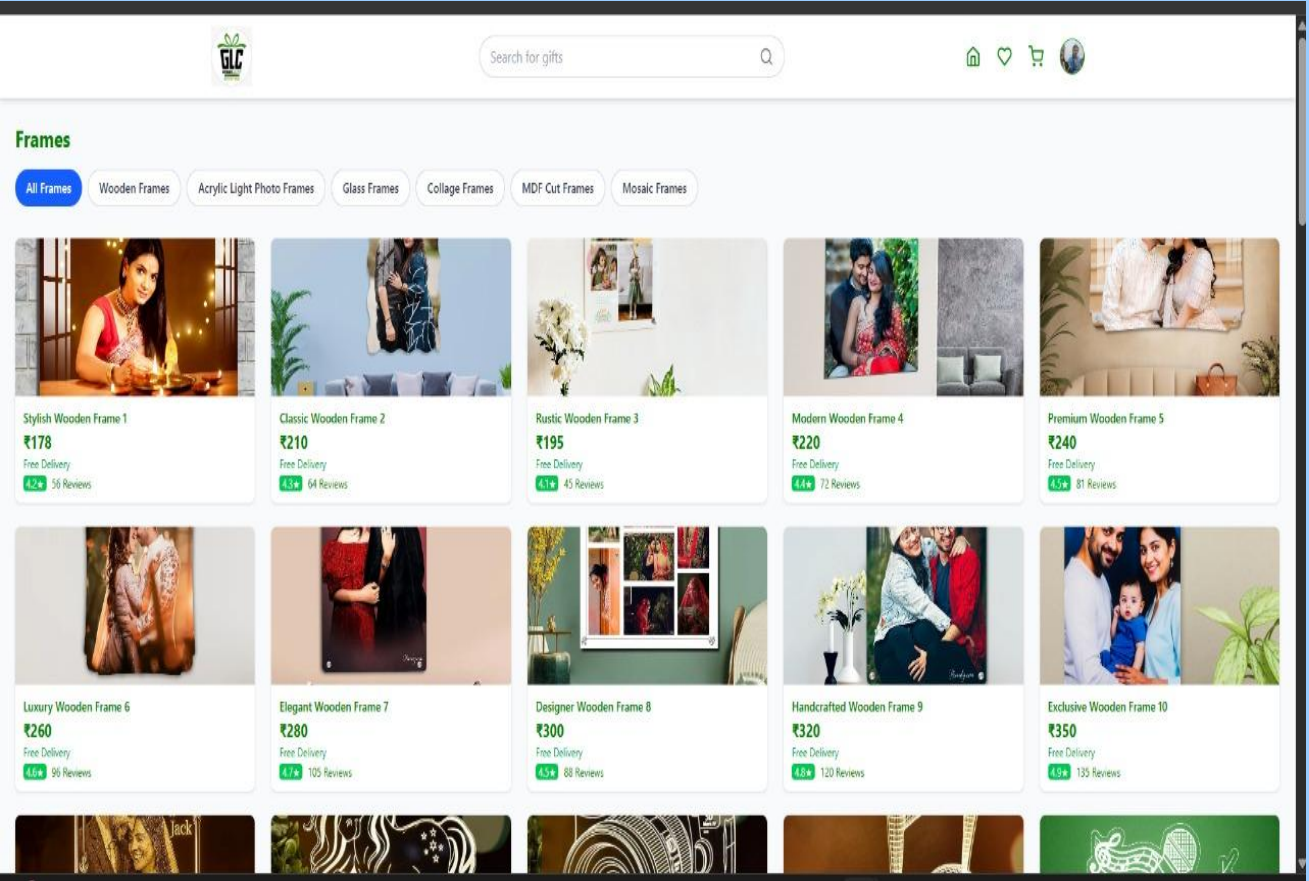 GLC
Search for gifts
Frames
All Frames
Wooden Frames
Acrylic Light Photo Frames
Glass Frames
Collage Frames
MDF Cut Frames
Mosaic Frames
Stylish Wooden Frame 1
₹178
Free Delivery
4.2★ 56 Reviews
Classic Wooden Frame 2
₹210
Free Delivery
4.3★ 64 Reviews
Rustic Wooden Frame 3
₹195
Free Delivery
4.1★ 45 Reviews
Modern Wooden Frame 4
₹220
Free Delivery
4.4★ 72 Reviews
Premium Wooden Frame 5
₹240
Free Delivery
4.5★ 81 Reviews
Luxury Wooden Frame 6
₹260
Free Delivery
4.6★ 96 Reviews
Elegant Wooden Frame 7
₹280
Free Delivery
4.7★ 105 Reviews
Designer Wooden Frame 8
₹300
Free Delivery
4.5★ 88 Reviews
Handcrafted Wooden Frame 9
₹320
Free Delivery
4.8★ 120 Reviews
Exclusive Wooden Frame 10
₹350
Free Delivery
4.9★ 135 Reviews
Jack